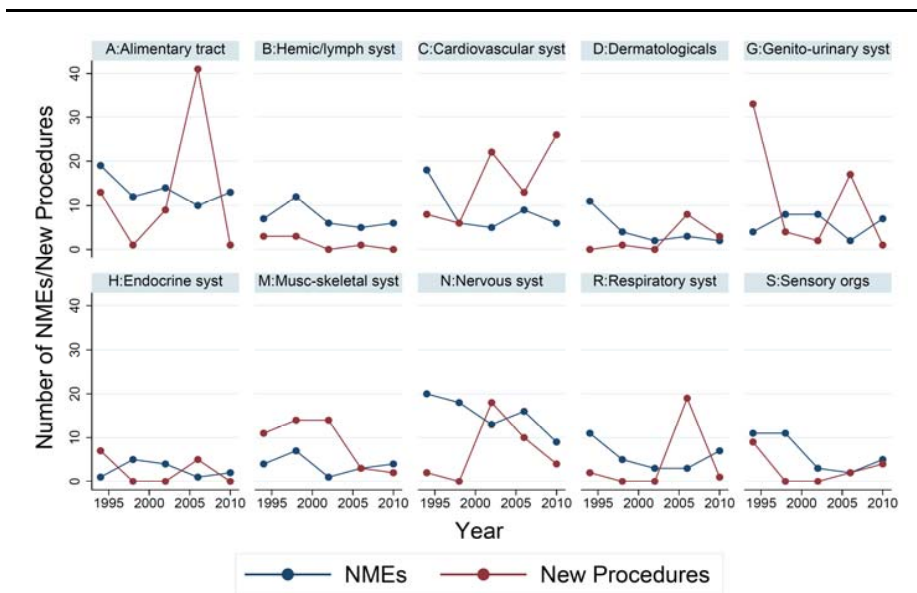 A:Alimentary tract B:Hemic/lymph syst C:Cardiovascular syst D:Dermatologicals G:Genito-urinary syst
40
30
20
10
0
H:Endocrine syst M:Musc-skeletal syst N:Nervous syst R:Respiratory syst S:Sensory orgs
40
30
20
10
0
Number of NMEs/New Procedures
1995 2000 2005 2010 1995 2000 2005 2010 1995 2000 2005 2010 1995 2000 2005 2010 1995 2000 2005 2010
Year
NMEs New Procedures